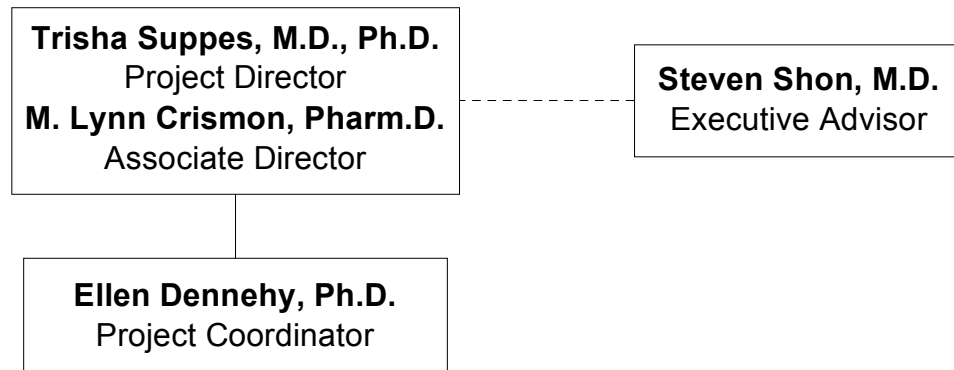 Trisha Suppes, M.D., Ph.D.
Project Director
M. Lynn Crismon, Pharm.D.
Associate Director
Steven Shon, M.D.
Executive Advisor
Ellen Dennehy, Ph.D.
Project Coordinator